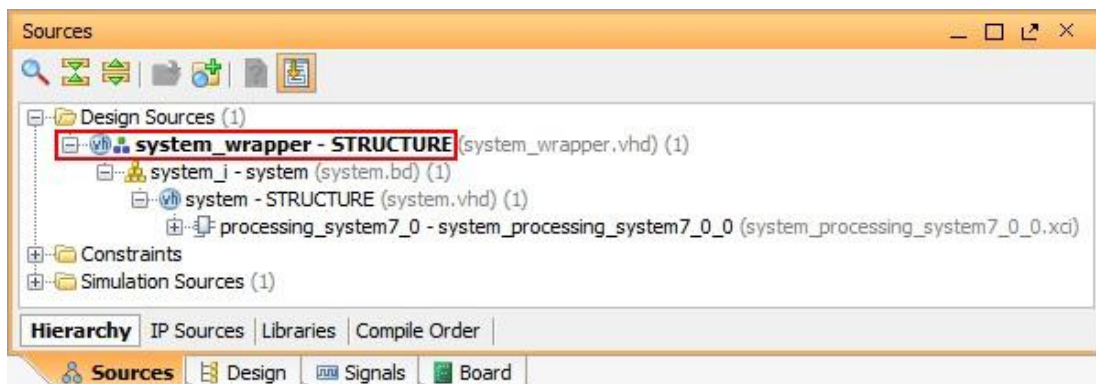 Sources
Design Sources (1)
system_wrapper - STRUCTURE (system_wrapper.vhd) (1)
system_i - system (system.bd) (1)
system - STRUCTURE (system.vhd) (1)
processing_system7_0 - system_processing_system7_0_0 (system_processing_system7_0_0.xci)
Constraints
Simulation Sources (1)
Hierarchy IP Sources Libraries Compile Order
Sources Design Signals Board